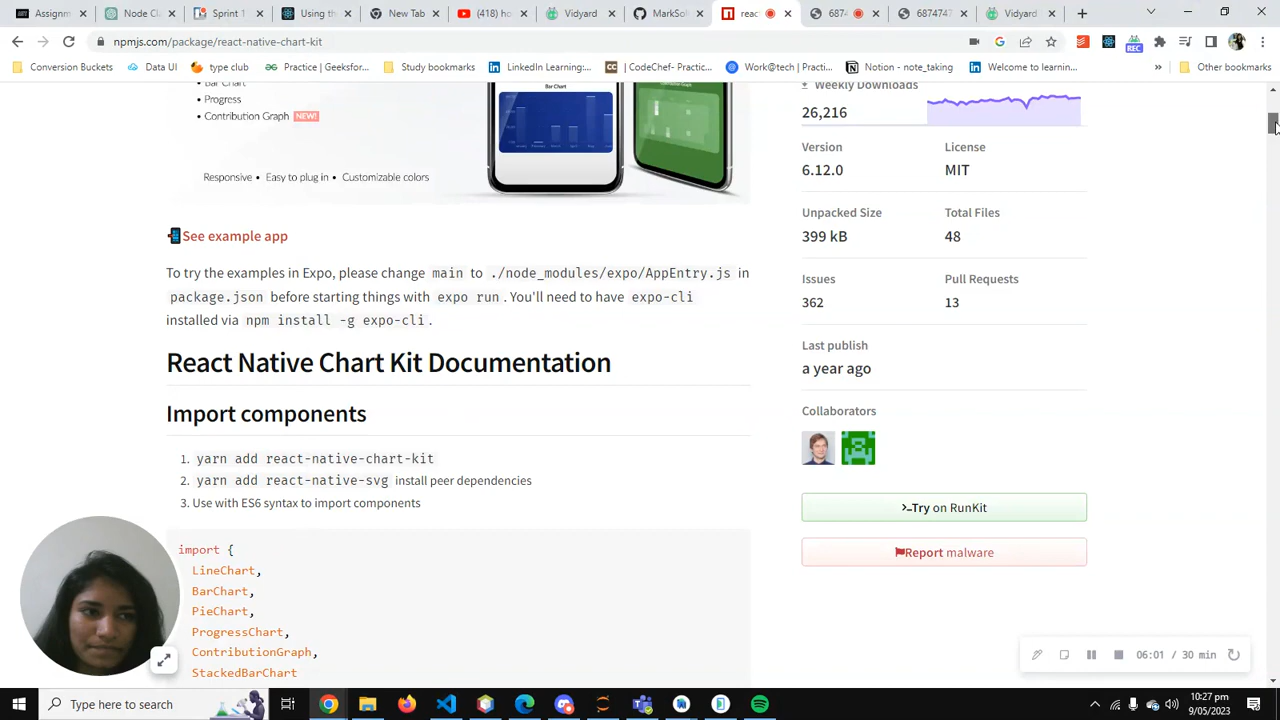 Assignm
Node Cl
Sprint 1
Using th
New Tab
(418) ho
Vidyard
MarkSol
reac
6874
6874747
Vidyard
npmjs.com/package/react-native-chart-kit
REC
Conversion Buckets
Data UI
type club
Practice | Geeksfor...
Study bookmarks
LinkedIn Learning:...
CC
| CodeChef - Practi...
Work@tech | Practi...
Notion - note_taking
Welcome to learnin...
»
Other bookmarks
• Bar Chart
• Progress
• Contribution Graph NEW!
Bar Chart
Responsive • Easy to plug in • Customizable colors
See example app
To try the examples in Expo, please change main to ./node_modules/expo/AppEntry.js in
package.json before starting things with expo run . You'll need to have expo-cli
installed via npm install -g expo-cli .
React Native Chart Kit Documentation
Import components
1. yarn add react-native-chart-kit
2. yarn add react-native-svg install peer dependencies
3. Use with ES6 syntax to import components
import {
LineChart,
BarChart,
PieChart,
ProgressChart,
ContributionGraph,
StackedBarChart
Weekly Downloads
26,216
Version
License
6.12.0
MIT
Unpacked Size
Total Files
399 kB
48
Issues
Pull Requests
362
13
Last publish
a year ago
Collaborators
Try on RunKit
Report malware
06:01 / 30 min
Type here to search
10:27 pm
9/05/2023